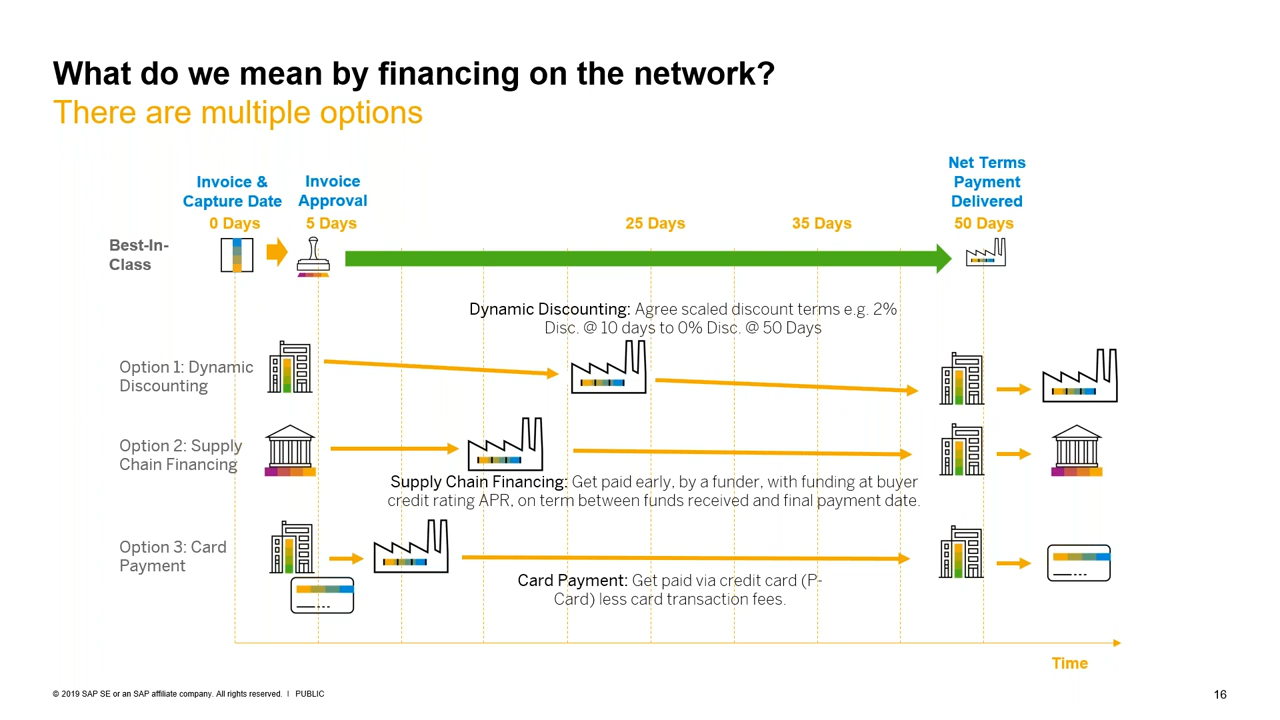 What do we mean by financing on the network?
There are multiple options
Invoice &
Capture Date
0 Days
Invoice
Approval
5 Days
25 Days
35 Days
Net Terms
Payment
Delivered
50 Days
Best-In-
Class
Dynamic Discounting: Agree scaled discount terms e.g. 2%
Disc. @ 10 days to 0% Disc. @ 50 Days
Option 1: Dynamic
Discounting
Option 2: Supply
Chain Financing
Supply Chain Financing: Get paid early, by a funder, with funding at buyer
credit rating APR, on term between funds received and final payment date.
Option 3: Card
Payment
Card Payment: Get paid via credit card (P-
Card) less card transaction fees.
Time
© 2019 SAP SE or an SAP affiliate company. All rights reserved. I PUBLIC
16